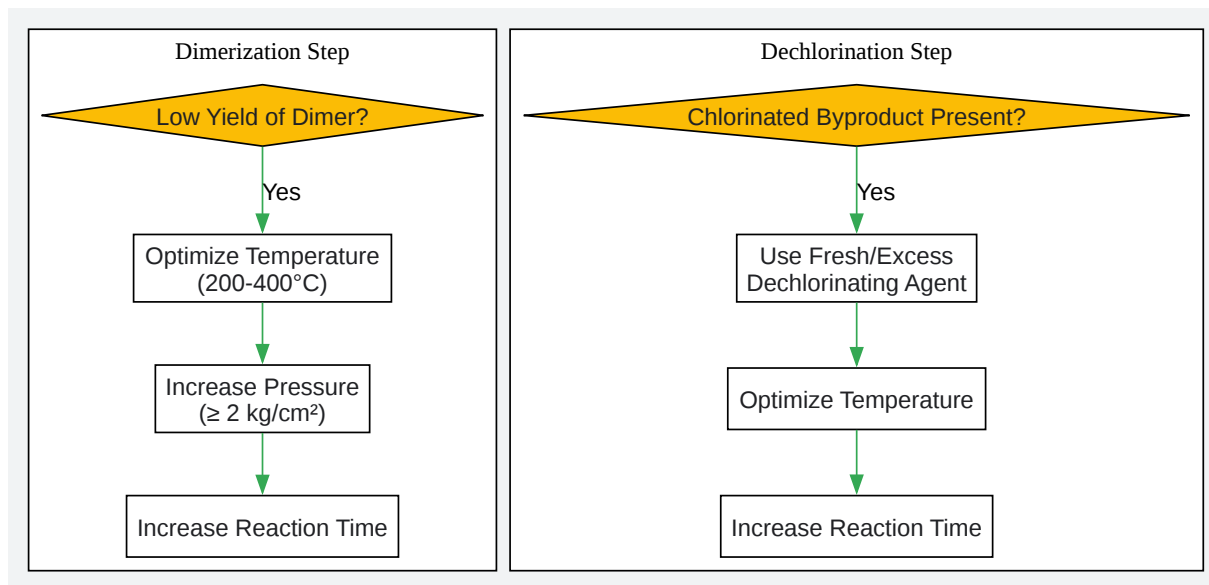 Dimerization Step
Low Yield of Dimer?
Yes
Optimize Temperature
(200-400°C)
Increase Pressure
(≥ 2 kg/cm²)
Increase Reaction Time
Dechlorination Step
Chlorinated Byproduct Present?
Yes
Use Fresh/Excess
Dechlorinating Agent
Optimize Temperature
Increase Reaction Time